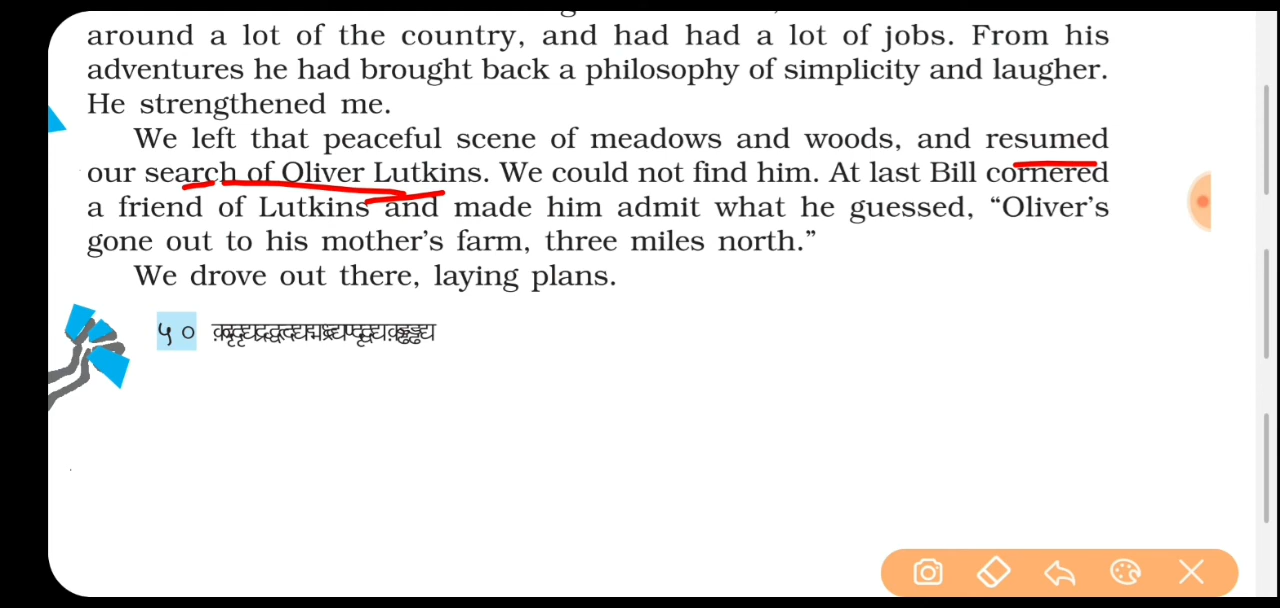 around a lot of the country, and had had a lot of jobs. From his
adventures he had brought back a philosophy of simplicity and laugher.
He strengthened me.
We left that peaceful scene of meadows and woods, and resumed
our search of Oliver Lutkins. We could not find him. At last Bill cornered
a friend of Lutkins and made him admit what he guessed, “Oliver’s
gone out to his mother’s farm, three miles north.”
We drove out there, laying plans.
५०